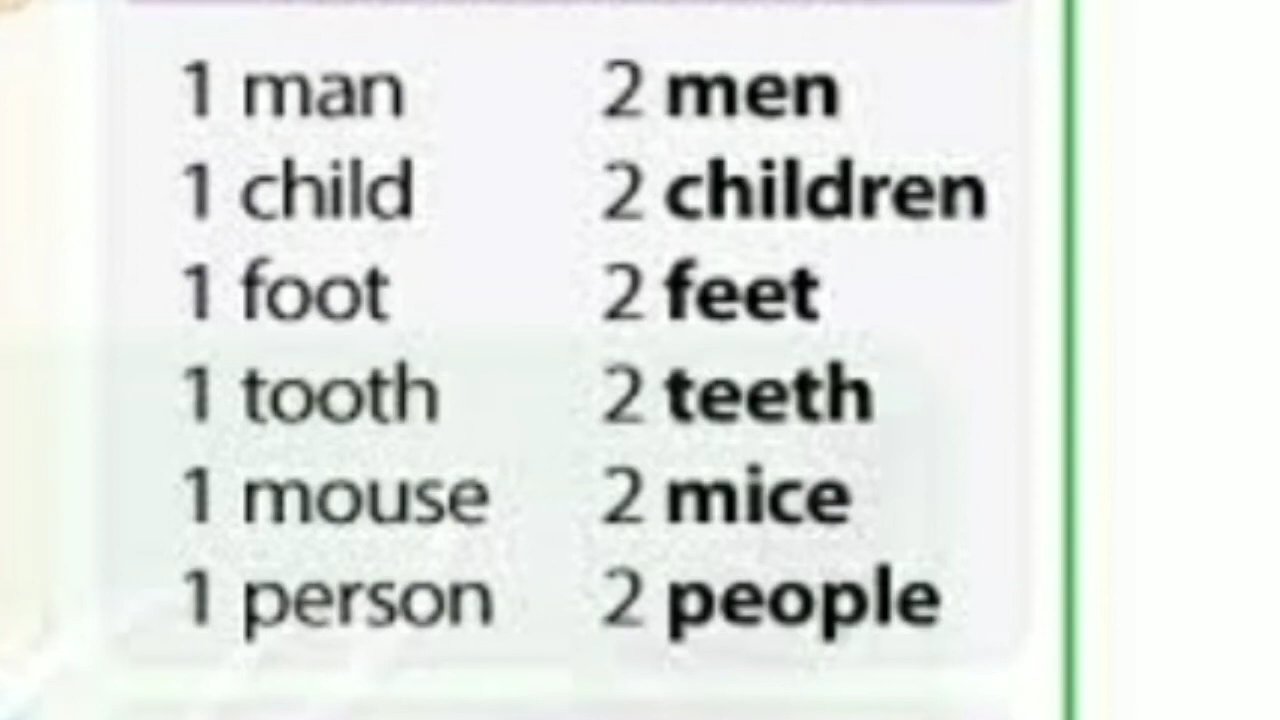 1 man 2 men
1 child 2 children
1 foot 2 feet
1 tooth 2 teeth
1 mouse 2 mice
1 person 2 people